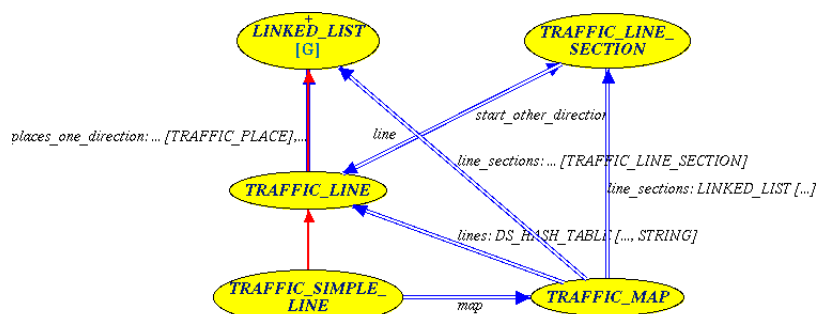 +
LINKED_LIST
[G]
TRAFFIC_LINE_
SECTION
places_one_direction: ... [TRAFFIC_PLACE],...
line
start_other_direction
line_sections: ... [TRAFFIC_LINE_SECTION]
TRAFFIC_LINE
line_sections: LINKED_LIST [...]
lines: DS_HASH_TABLE [..., STRING]
TRAFFIC_SIMPLE_
LINE
map
TRAFFIC_MAP